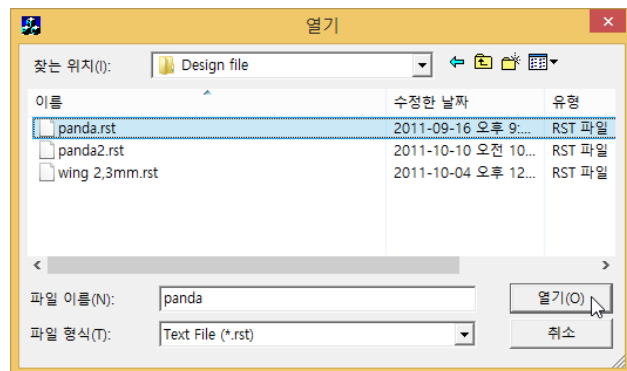 열기
찾는 위치(I): Design file
이름 수정한 날짜 유형
panda.rst 2011-09-16 오후 9:... RST 파일
panda2.rst 2011-10-10 오전 10... RST 파일
wing 2,3mm.rst 2011-10-04 오후 12... RST 파일
파일 이름(N): panda 열기(O)
파일 형식(T): Text File (*.rst) 취소